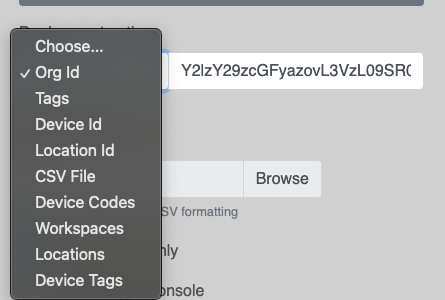 Choose...
✓ Org Id
Y2lzY29zcGFyazovL3VzL09SR
Tags
Device Id
Location Id
CSV File
Browse
Device Codes
SV formatting
Workspaces
nly
Locations
Device Tags
onsole